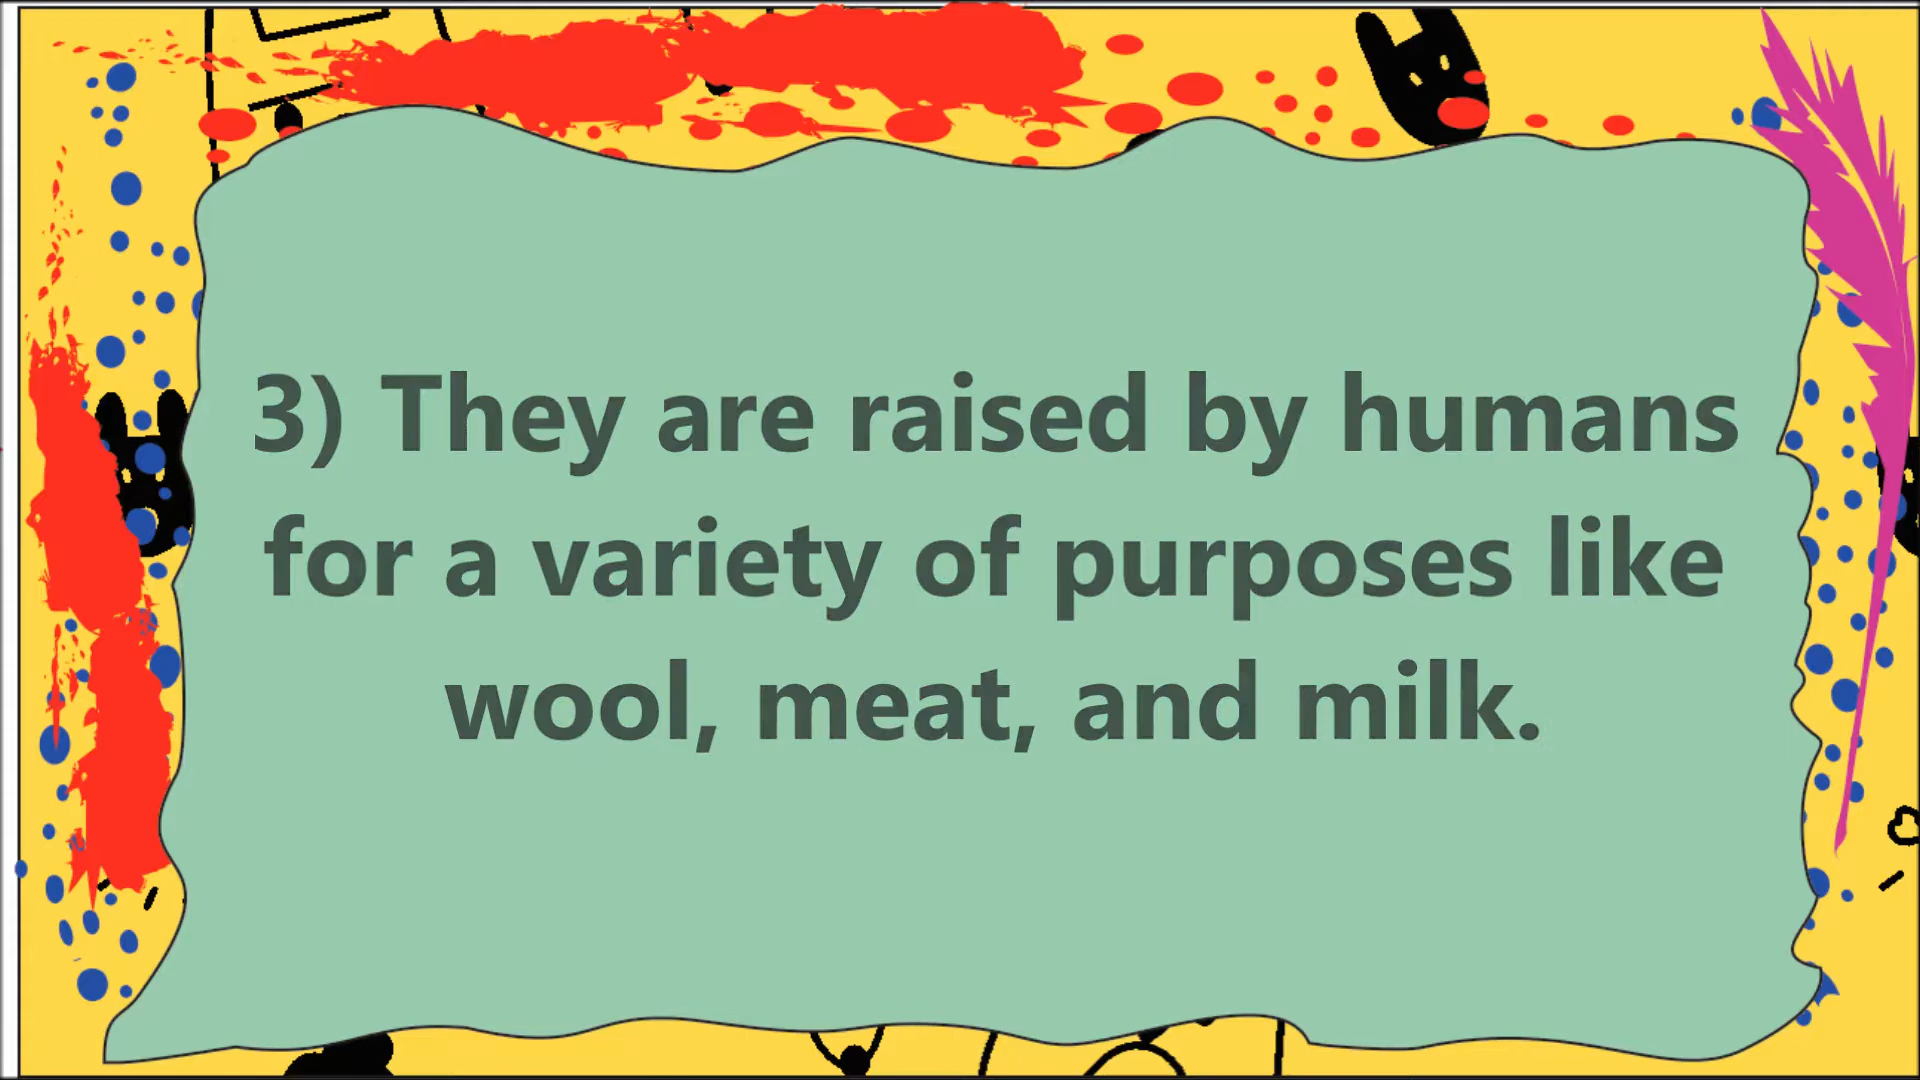 3) They are raised by humans
for a variety of purposes like
wool, meat, and milk.